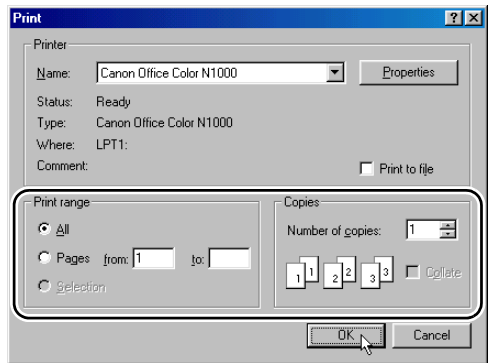 Print
Printer
Name: Canon Office Color N1000 Properties
Status: Ready
Type: Canon Office Color N1000
Where: LPT1:
Comment: Print to file
Print range
All
Pages from: 1 to:
Selection
Copies
Number of copies: 1
1 1 2 2 3 3 Collate
OK Cancel